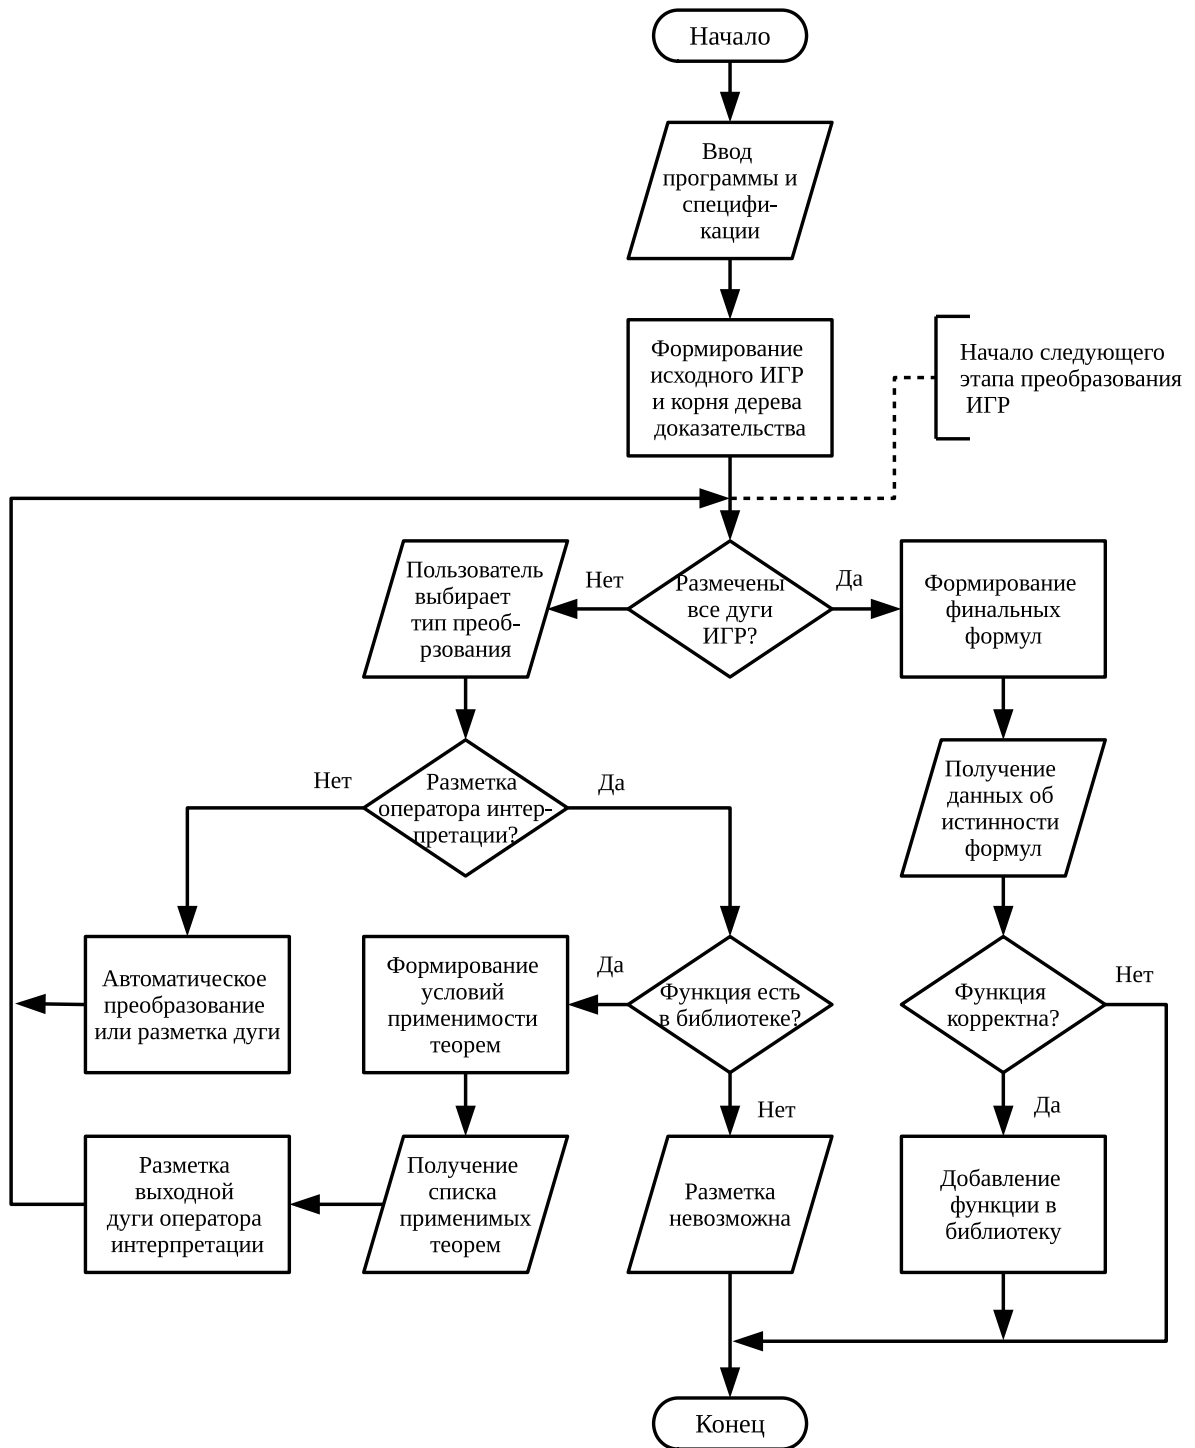 Начало
Ввод
программы и
специфи-
кации
Формирование
исходного ИГР
и корня дерева
доказательства
Начало следующего
этапа преобразования
ИГР
Пользователь
выбирает
тип преоб-
рзования
Нет
Размечены
все дуги
ИГР?
Да
Формирование
финальных
формул
Нет
Разметка
оператора интер-
претации?
Да
Получение
данных об
истинности
формул
Автоматическое
преобразование
или разметка дуги
Формирование
условий
применимости
теорем
Да
Функция есть
в библиотеке?
Функция
корректна?
Нет
Нет
Да
Разметка
выходной
дуги оператора
интерпретации
Получение
списка
применимых
теорем
Разметка
невозможна
Добавление
функции в
библиотеку
Конец